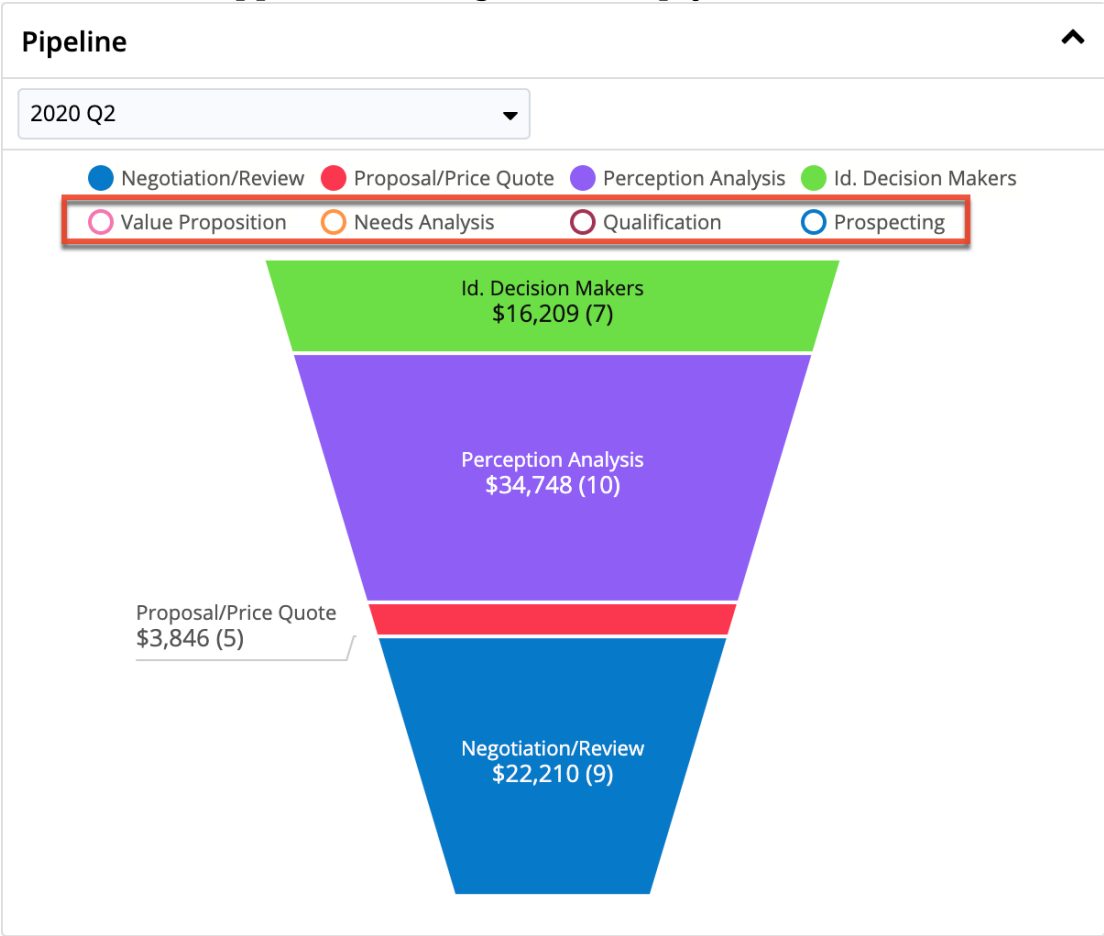 Pipeline
2020 Q2
Negotiation/Review Proposal/Price Quote Perception Analysis Id. Decision Makers
Value Proposition Needs Analysis Qualification Prospecting
Id. Decision Makers
$16,209 (7)
Perception Analysis
$34,748 (10)
Proposal/Price Quote
$3,846 (5)
Negotiation/Review
$22,210 (9)